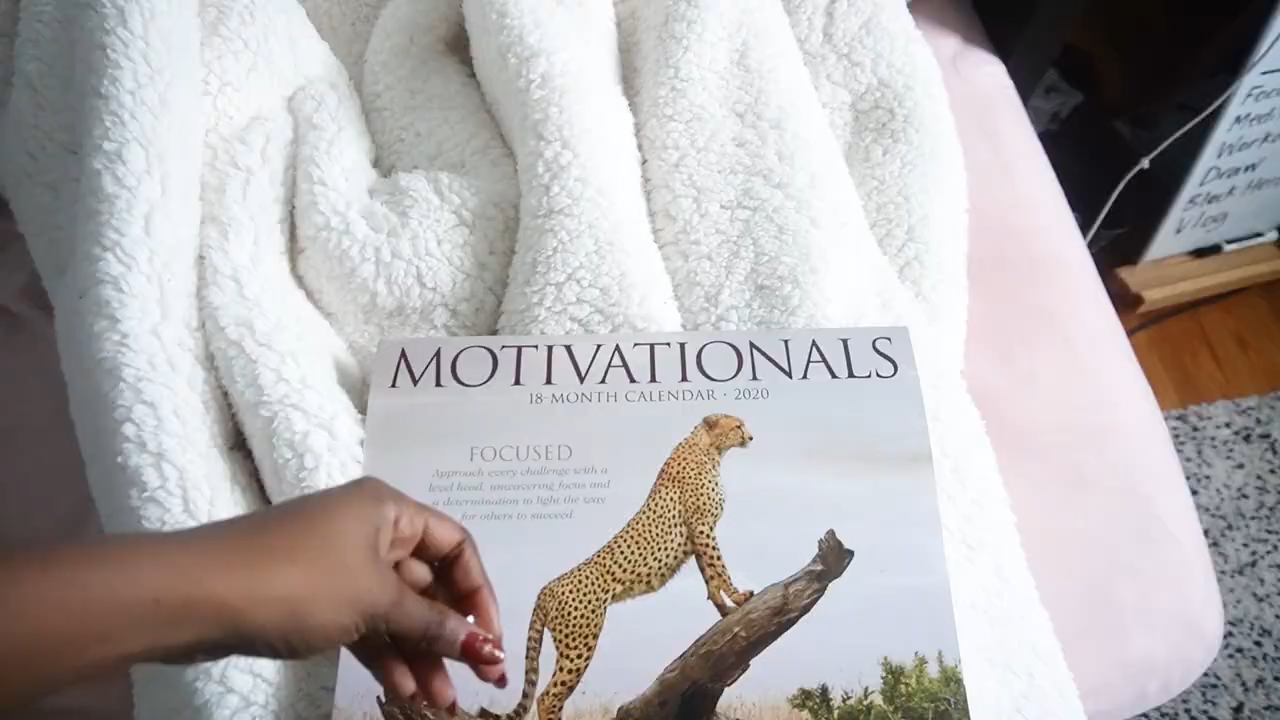 MOTIVATIONALS
18-MONTH CALENDAR · 2020
FOCUSED
Approach every challenge with a
level head, unwavering focus and
a determination to light the way
for others to succeed.
Draw
Vlog